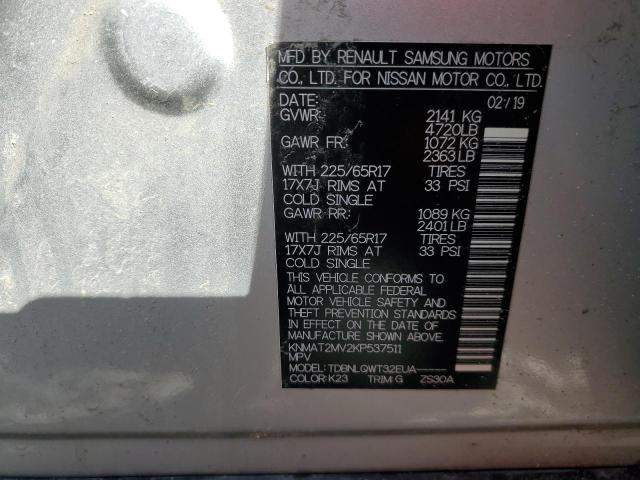 MFD BY RENAULT SAMSUNG MOTORS
CO., LTD. FOR NISSAN MOTOR CO., LTD.
DATE: 02/19
GVWR: 2141 KG
4720LB
GAWR FR: 1072 KG
2363 LB
WITH 225/65R17 TIRES
17X7J RIMS AT 33 PSI
COLD SINGLE
GAWR RR: 1089 KG
2401 LB
WITH 225/65R17 TIRES
17X7J RIMS AT 33 PSI
COLD SINGLE
THIS VEHICLE CONFORMS TO
ALL APPLICABLE FEDERAL
MOTOR VEHICLE SAFETY AND
THEFT PREVENTION STANDARDS
IN EFFECT ON THE DATE OF
MANUFACTURE SHOWN ABOVE.
KNMAT2MV2KP537511
MPV
MODEL: TDBNLQWT32EUA-----
COLOR: K23 TRIM: G ZS30A